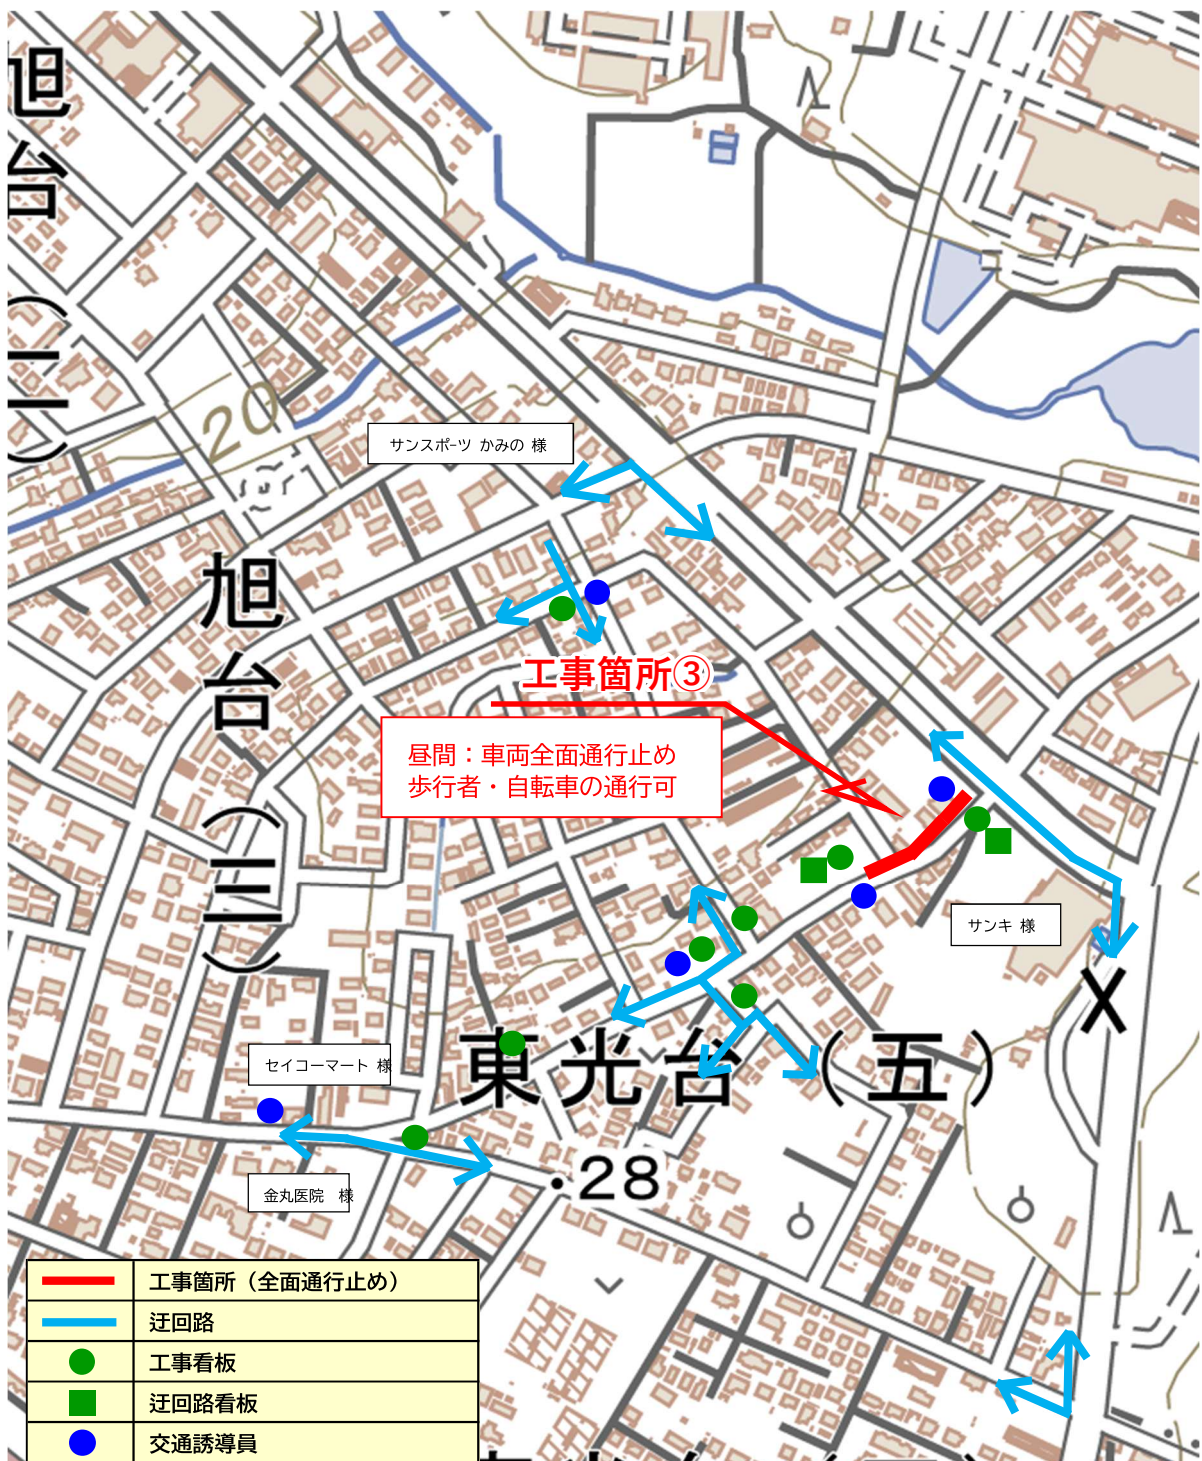 旭台(二)
20
サンスポーツ かみの 様
旭台(三)
工事箇所③
昼間：車両全面通行止め
歩行者・自転車の通行可
サンキ 様
東光台(五)
セイコーマート 様
金丸医院　様
・28
工事箇所（全面通行止め）
迂回路
工事看板
迂回路看板
交通誘導員